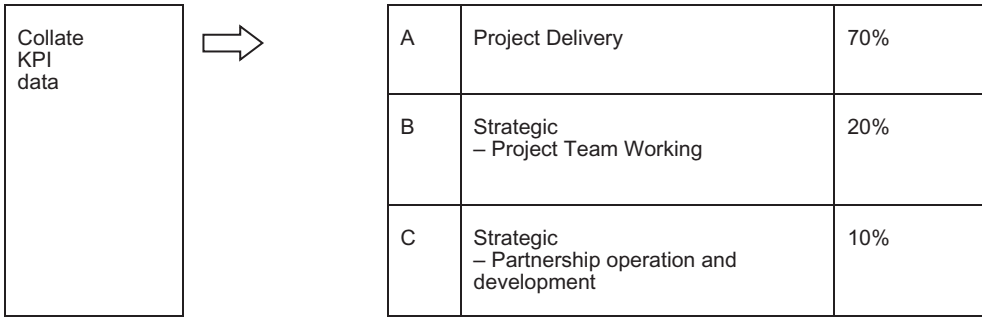 Collate
KPI
data
A
Project Delivery
70%
B
Strategic
– Project Team Working
20%
C
Strategic
– Partnership operation and
development
10%